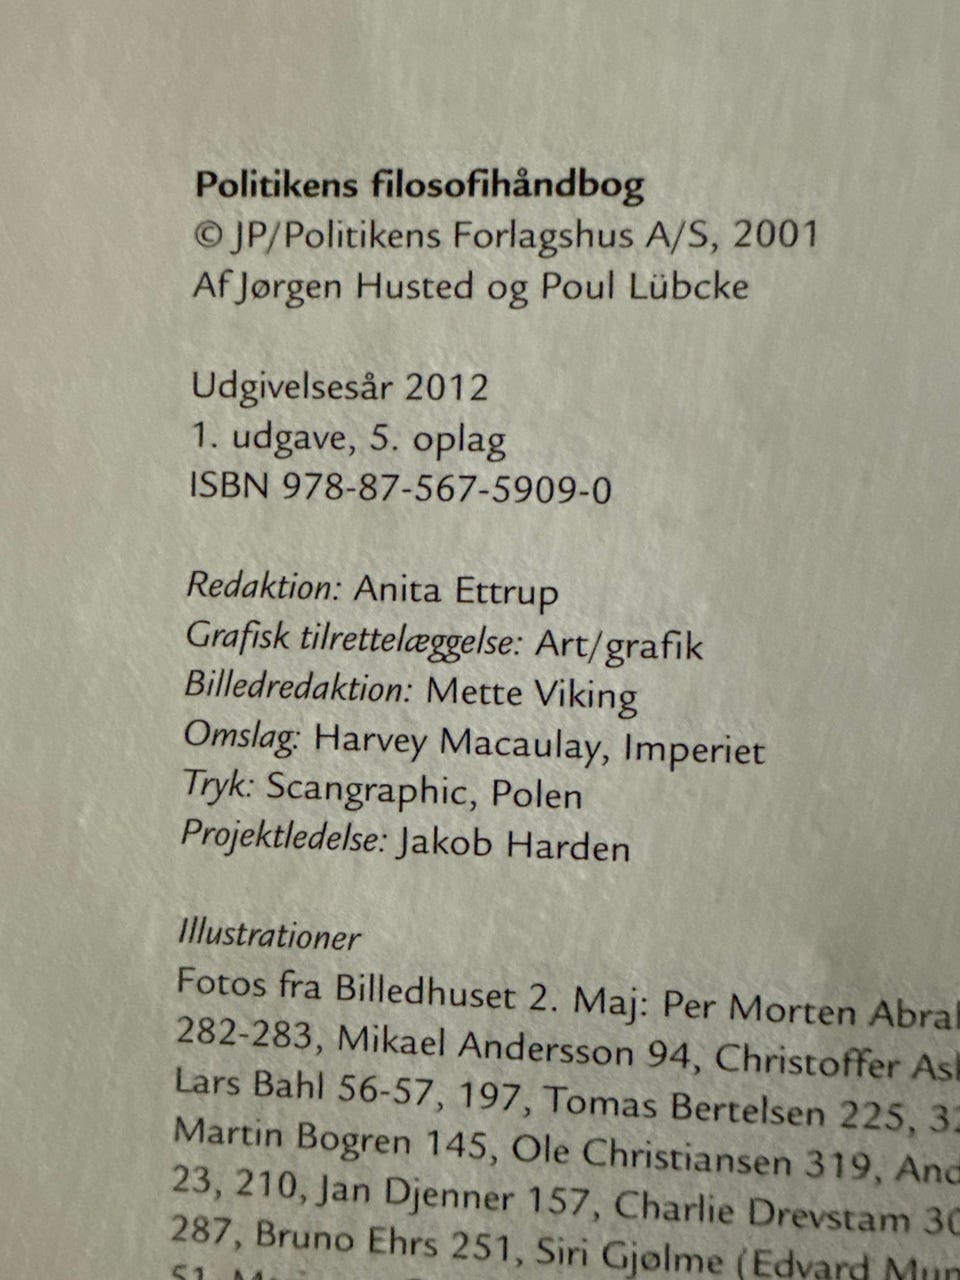 Politikens filosofihåndbog
© JP/Politikens Forlagshus A/S, 2001
Af Jørgen Husted og Poul Lübcke
Udgivelsesår 2012
1. udgave, 5. oplag
ISBN 978-87-567-5909-0
Redaktion: Anita Ettrup
Grafisk tilrettelæggelse: Art/grafik
Billedredaktion: Mette Viking
Omslag: Harvey Macaulay, Imperiet
Tryk: Scangraphic, Polen
Projektledelse: Jakob Harden
Illustrationer
Fotos fra Billedhuset 2. Maj: Per Morten
282-283, Mikael Andersson 94, Christoffer
Lars Bahl 56-57, 197, Tomas Bertelsen 225,
Martin Bogren 145, Ole Christiansen 319,
23, 210, Jan Djenner 157, Charlie Drevstam
287, Bruno Ehrs 251, Siri Gjølme (Edvard
51,